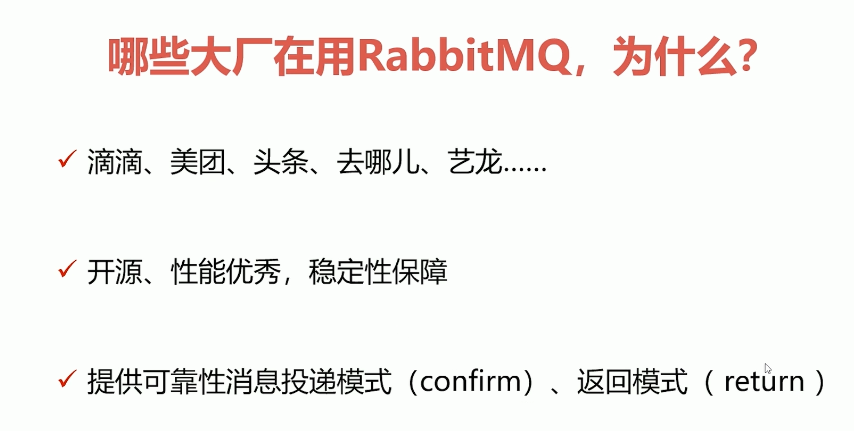 哪些大厂在用RabbitMQ，为什么？
滴滴、美团、头条、去哪儿、艺龙......
开源、性能优秀，稳定性保障
提供可靠性消息投递模式（confirm）、返回模式（ return ）